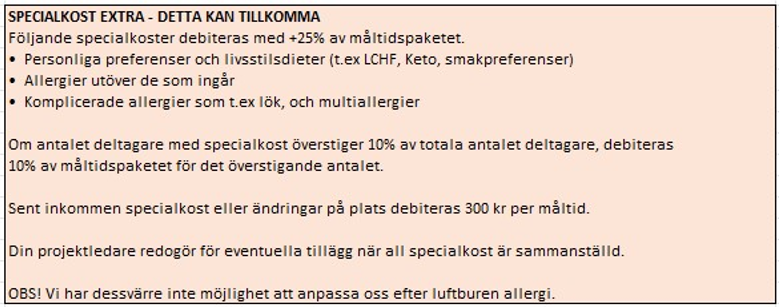 SPECIALKOST EXTRA - DETTA KAN TILLKOMMA
Följande specialkoster debiteras med +25% av måltidspaketet.
• Personliga preferenser och livsstilsdieter (t.ex LCHF, Keto, smakpreferenser)
• Allergier utöver de som ingår
• Komplicerade allergier som t.ex lök, och multiallergier
Om antalet deltagare med specialkost överstiger 10% av totala antalet deltagare, debiteras
10% av måltidspaketet för det överstigande antalet.
Sent inkommen specialkost eller ändringar på plats debiteras 300 kr per måltid.
Din projektledare redogör för eventuella tillägg när all specialkost är sammanställd.
OBS! Vi har dessvärre inte möjlighet att anpassa oss efter luftburen allergi.